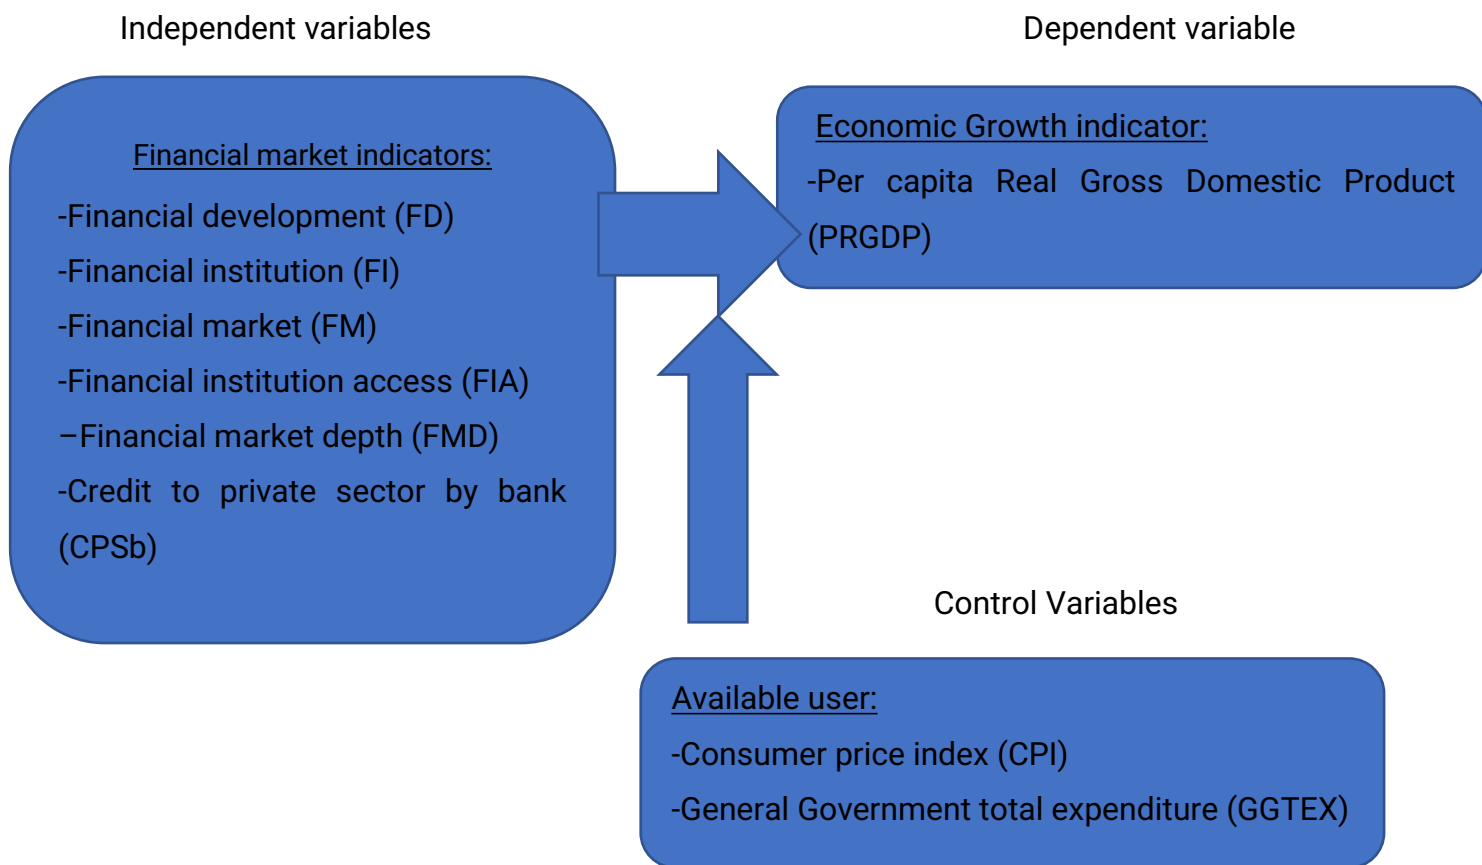 Independent variables
Dependent variable
Financial market indicators:
-Financial development (FD)
-Financial institution (FI)
-Financial market (FM)
-Financial institution access (FIA)
–Financial market depth (FMD)
-Credit to private sector by bank
(CPSb)
Economic Growth indicator:
-Per capita Real Gross Domestic Product
(PRGDP)
Control Variables
Available user:
-Consumer price index (CPI)
-General Government total expenditure (GGTEX)